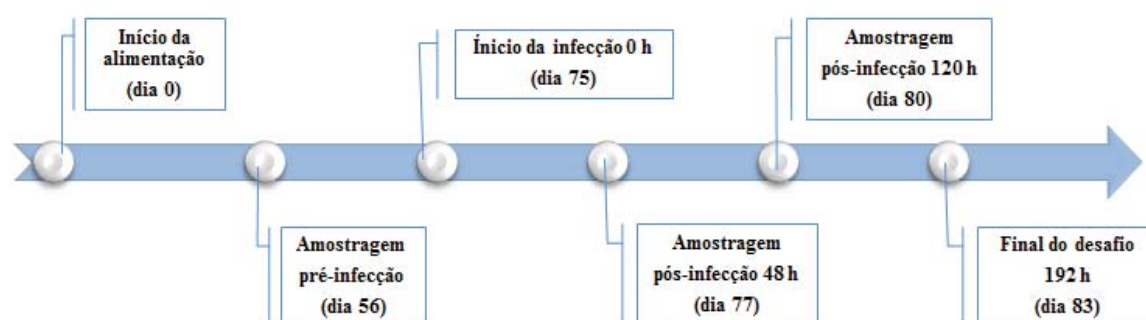 Início da
alimentação
(dia 0)
Amostragem
pré-infecção
(dia 56)
Ínicio da infecção 0 h
(dia 75)
Amostragem
pós-infecção 48 h
(dia 77)
Amostragem
pós-infecção 120 h
(dia 80)
Final do desafio
192 h
(dia 83)